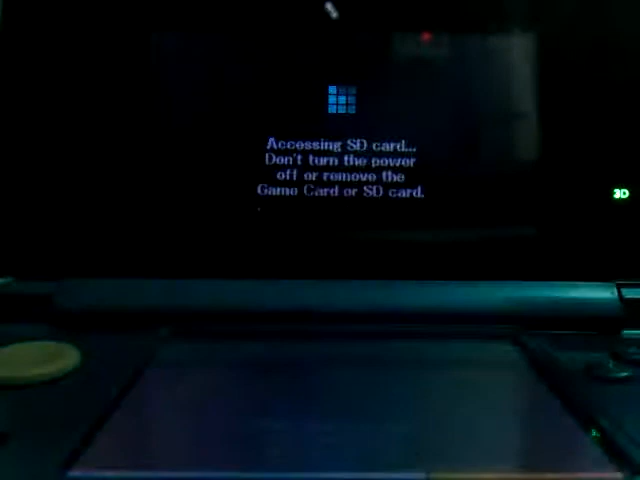 Accessing SD card...
Don't turn the power
off or remove the
Game Card or SD card.
3D